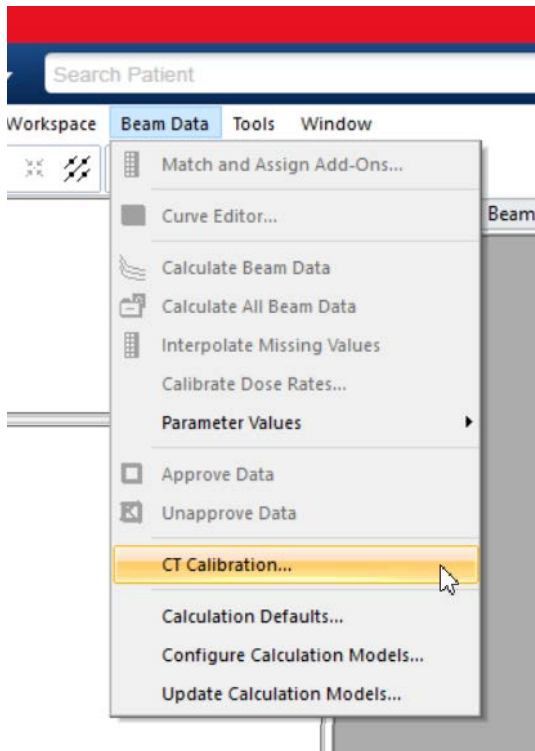 Search Patient
Workspace Beam Data Tools Window
Match and Assign Add-Ons...
Curve Editor...
Beam
Calculate Beam Data
Calculate All Beam Data
Interpolate Missing Values
Calibrate Dose Rates...
Parameter Values
Approve Data
Unapprove Data
CT Calibration...
Calculation Defaults...
Configure Calculation Models...
Update Calculation Models...